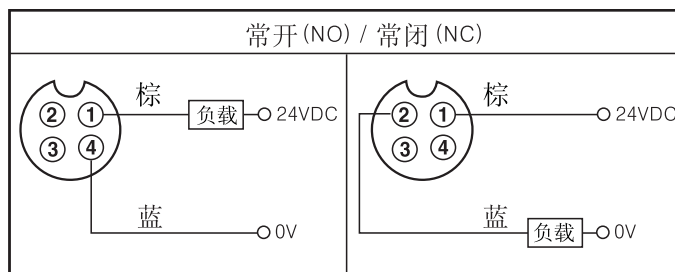 常开(NO) / 常闭(NC)
棕
② ①
负载
24VDC
③ ④
蓝
0V
棕
② ①
24VDC
③ ④
蓝
负载
0V